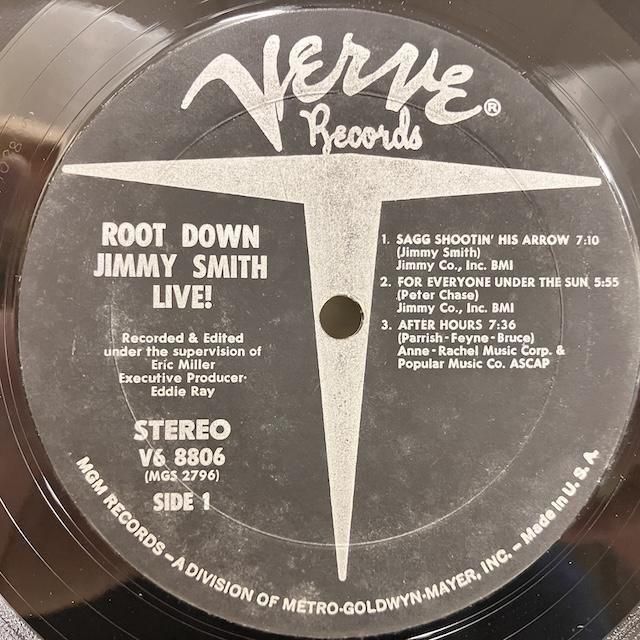 Verve®
Records
ROOT DOWN
JIMMY SMITH
LIVE!
Recorded & Edited
under the supervision of
Eric Miller
Executive Producer·
Eddie Ray
STEREO
V6 8806
(MGS 2796)
SIDE 1
1. SAGG SHOOTIN' HIS ARROW 7:10
(Jimmy Smith)
Jimmy Co., Inc. BMI
2. FOR EVERYONE UNDER THE SUN 5:55
(Peter Chase)
Jimmy Co., Inc. BMI
3. AFTER HOURS 7:36
(Parrish-Feyne-Bruce)
Anne-Rachel Music Corp. &
Popular Music Co. ASCAP
MGM RECORDS – A DIVISION OF METRO-GOLDWYN-MAYER, INC. – Made in U.S.A.